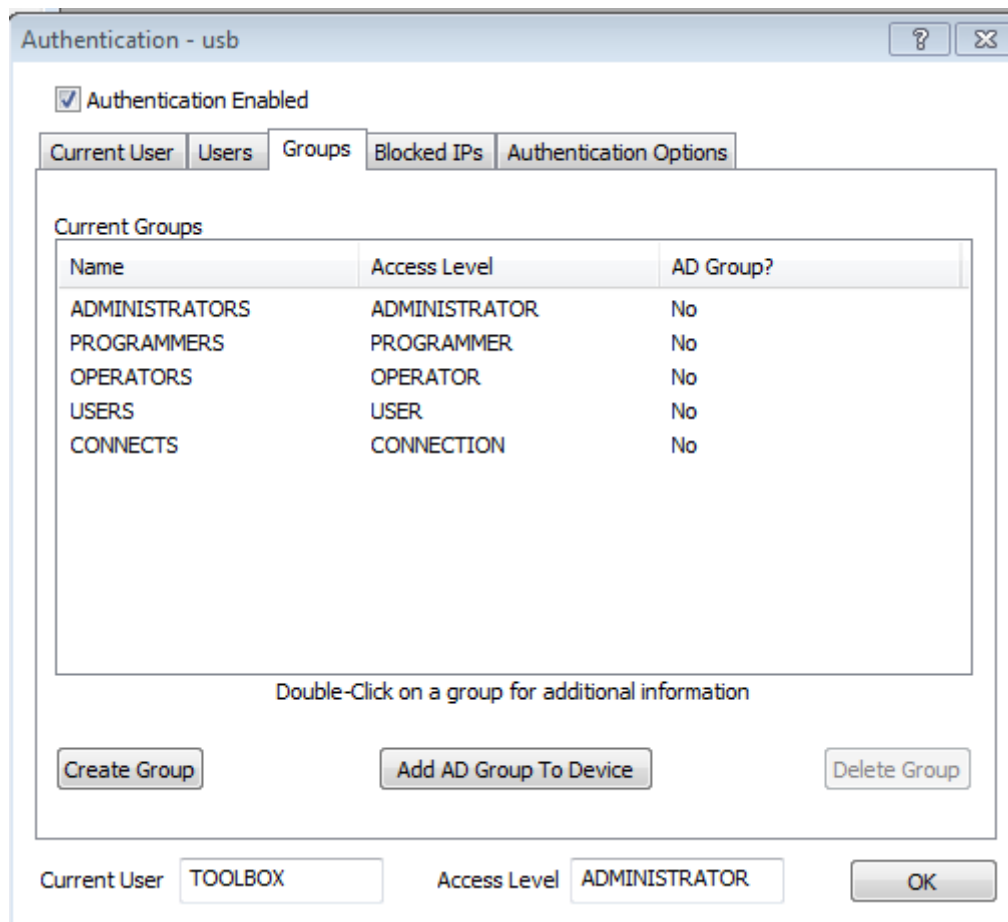 Authentication - usb
Authentication Enabled
Current User Users Groups Blocked IPs Authentication Options
Current Groups
Name Access Level AD Group?
ADMINISTRATORS ADMINISTRATOR No
PROGRAMMERS PROGRAMMER No
OPERATORS OPERATOR No
USERS USER No
CONNECTS CONNECTION No
Double-Click on a group for additional information
Create Group Add AD Group To Device Delete Group
Current User TOOLBOX Access Level ADMINISTRATOR OK